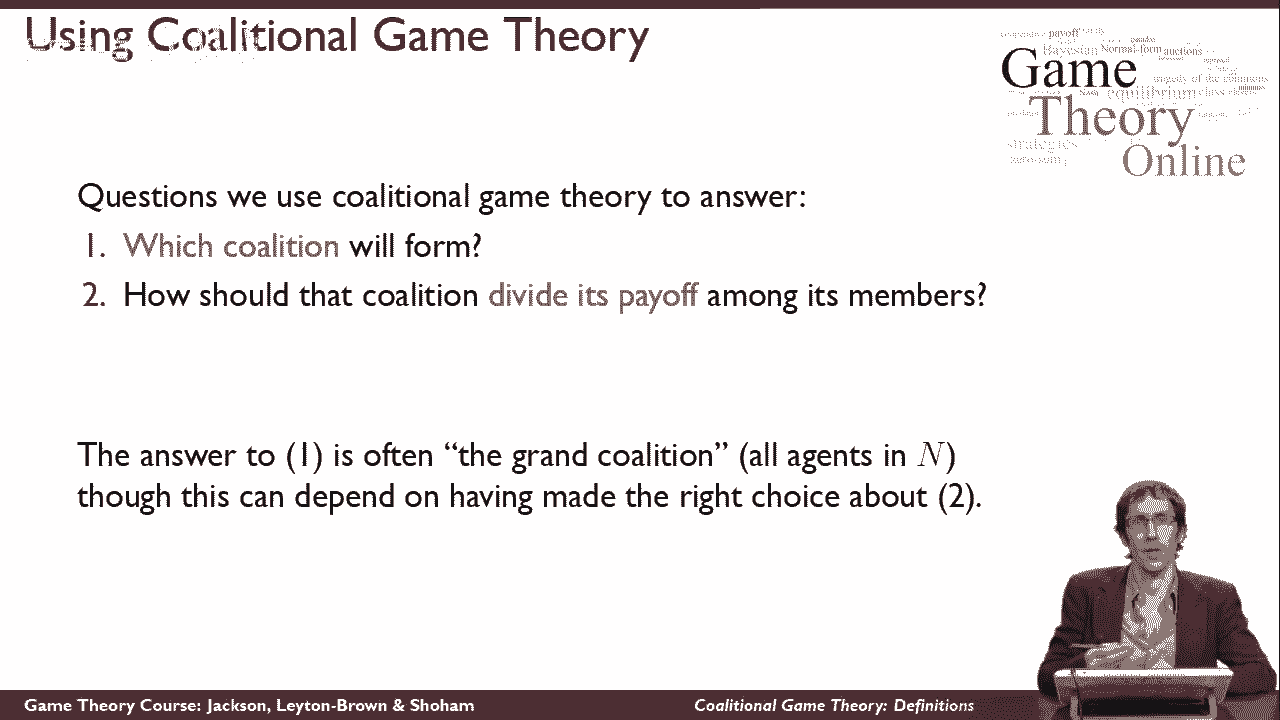 Using Coalitional Game Theory
payoff
Bayesian Normal-form auctions
Game
tragedy of the commons
equilibrium
Theory
strategies
Online
zero-sum
Questions we use coalitional game theory to answer:
1. Which coalition will form?
2. How should that coalition divide its payoff among its members?
The answer to (1) is often “the grand coalition” (all agents in N)
though this can depend on having made the right choice about (2).
Game Theory Course: Jackson, Leyton-Brown & Shoham
Coalitional Game Theory: Definitions